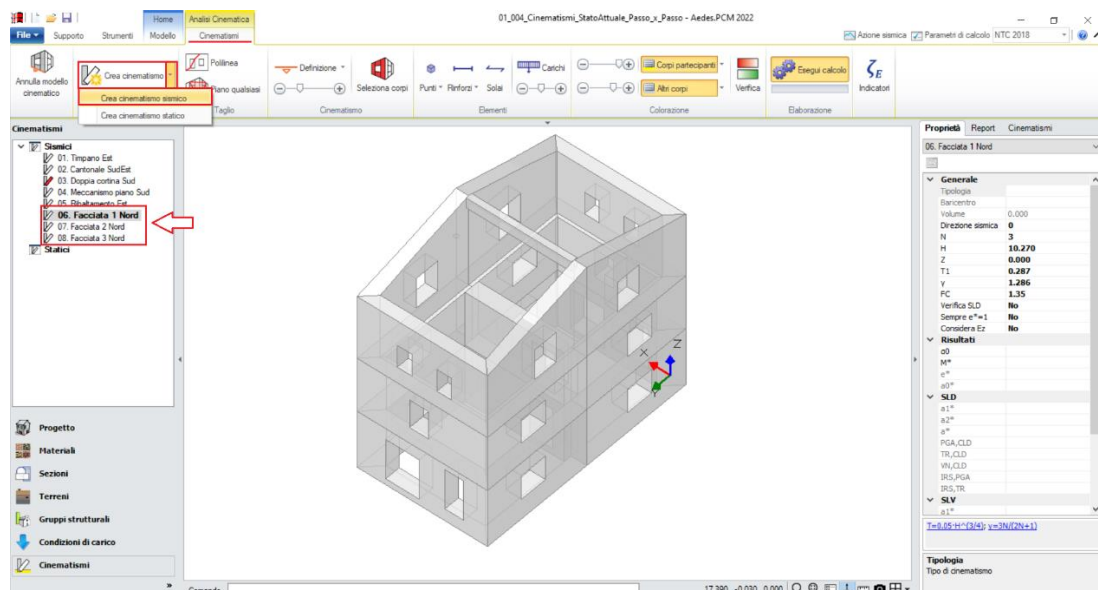 Home
Analisi Cinematica
01_004_Cinematismi_StatoAttuale_Passo_x_Passo - Aedes.PCM 2022
File
Supporto
Strumenti
Modello
Cinematismi
Azione sismica
Parametri di calcolo
NTC 2018
Annulla modello
cinematico
Crea cinematismo
Crea cinematismo sismico
Crea cinematismo statico
Polilinea
Piano qualsiasi
Taglio
Definizione
Seleziona corpi
Cinematismo
Punti
Rinforzi
Solai
Carichi
Elementi
Corpi partecipanti
Altri corpi
Verifica
Colorazione
Esegui calcolo
Elaborazione
ζE
Indicatori
Cinematismi
Sismici
01. Timpano Est
02. Cantonale SudEst
03. Doppia cortina Sud
04. Meccanismo piano Sud
05. Ribaltamento Est
06. Facciata 1 Nord
07. Facciata 2 Nord
08. Facciata 3 Nord
Statici
Progetto
Materiali
Sezioni
Terreni
Gruppi strutturali
Condizioni di carico
Cinematismi
»
X
Y
Z
Comando
17.390 -0.030 0.000
Proprietà
Report
Cinematismi
06. Facciata 1 Nord
Generale
Tipologia
Baricentro
Volume 0.000
Direzione sismica 0
N 3
H 10.270
Z 0.000
T1 0.287
γ 1.286
FC 1.35
Verifica SLD No
Sempre e*=1 No
Considera Ez No
Risultati
α0
M*
e*
a0*
SLD
a1*
a2*
a*
PGA,CLD
TR,CLD
VN,CLD
IRS,PGA
IRS,TR
SLV
a1*
T=0.05·H^(3/4); γ=3N/(2N+1)
Tipologia
Tipo di cinematismo